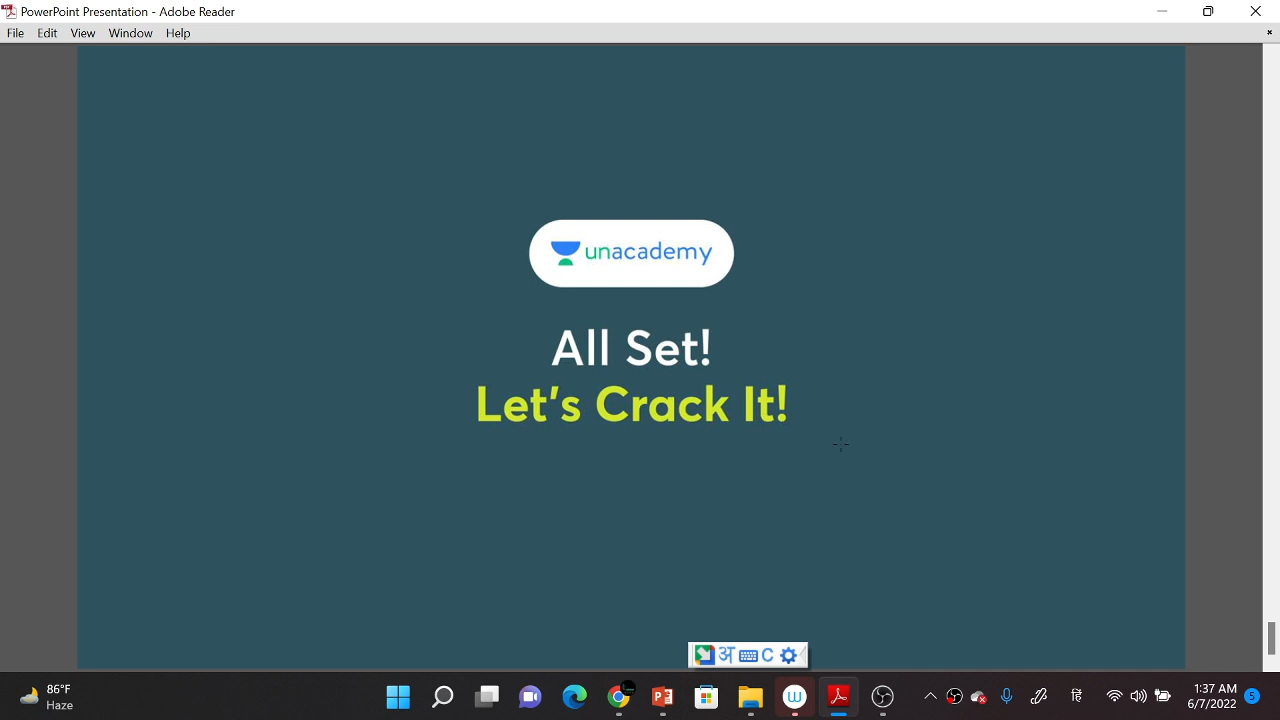 PowerPoint Presentation - Adobe Reader
File Edit View Window Help
unacademy
All Set!
Let's Crack It!
अ C
86°F
Haze
हि
1:37 AM
6/7/2022
5